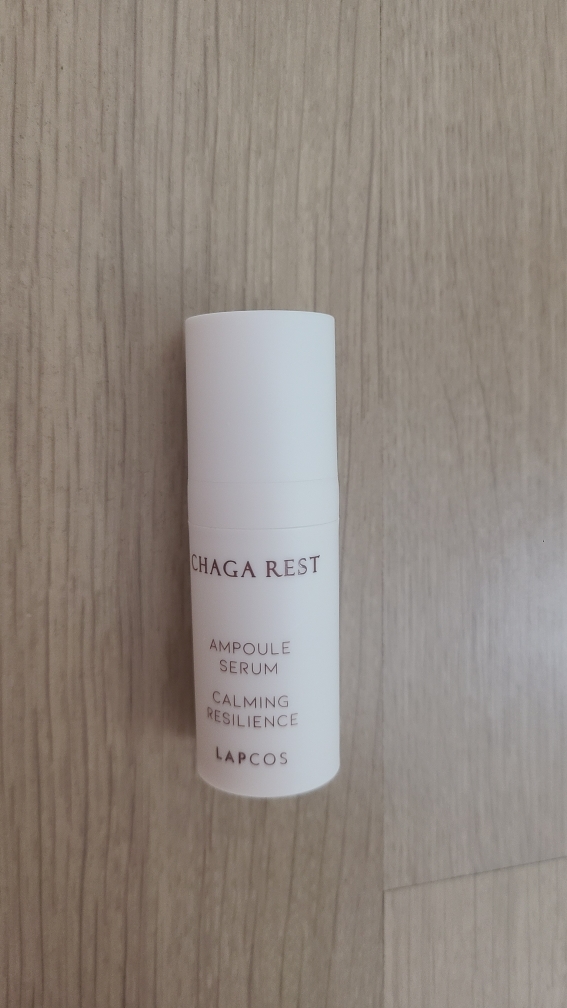 CHAGA REST
AMPOULE
SERUM
CALMING
RESILIENCE
LAPCOS